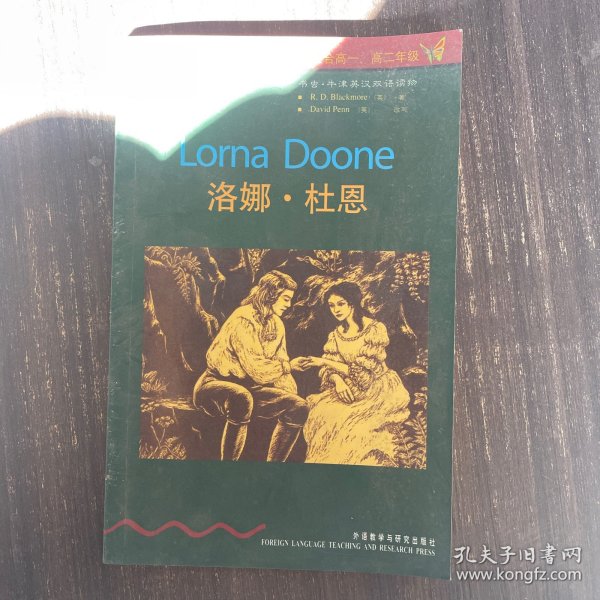 适合高一、高二年级
书虫·牛津英汉双语读物
■ R. D. Blackmore (英) 著
■ David Penn (英) 改写
Lorna Doone
洛娜·杜恩
外语教学与研究出版社
FOREIGN LANGUAGE TEACHING AND RESEARCH PRESS
孔夫子旧书网
www.kongfz.com